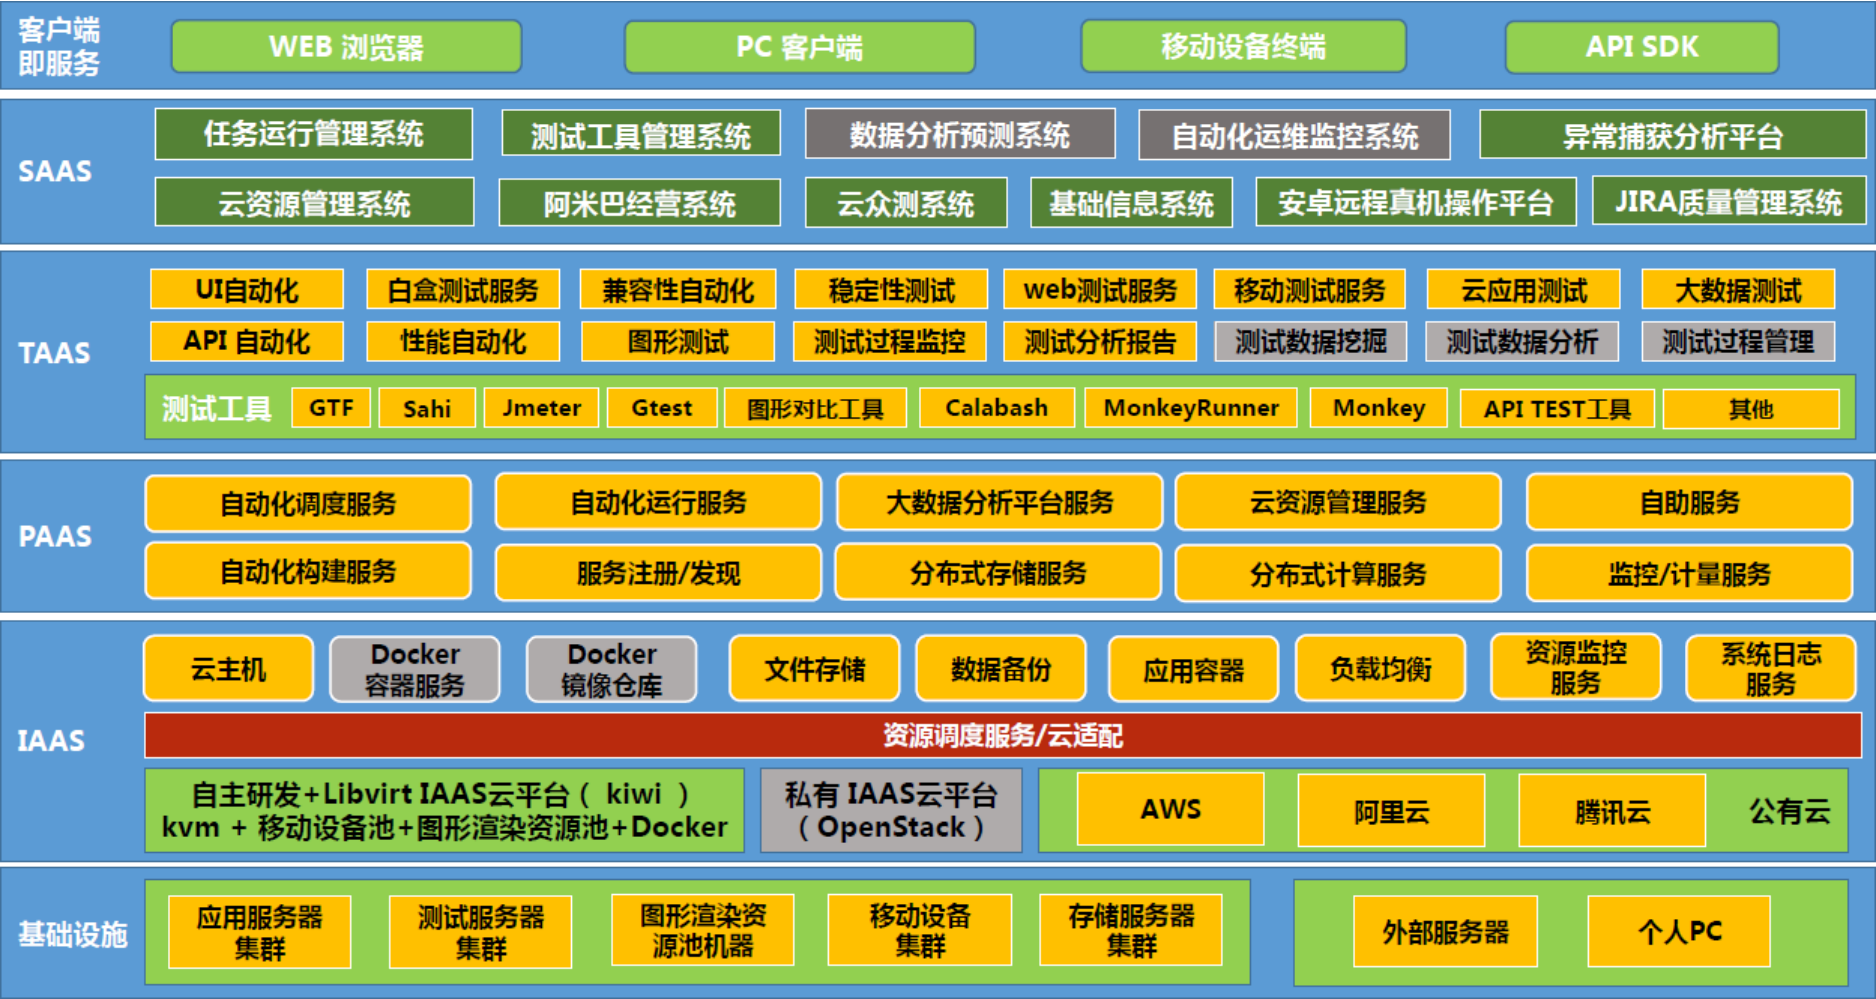 客户端
即服务
WEB 浏览器
PC 客户端
移动设备终端
API SDK
SAAS
任务运行管理系统
测试工具管理系统
数据分析预测系统
自动化运维监控系统
异常捕获分析平台
云资源管理系统
阿米巴经营系统
云众测系统
基础信息系统
安卓远程真机操作平台
JIRA质量管理系统
TAAS
UI自动化
白盒测试服务
兼容性自动化
稳定性测试
web测试服务
移动测试服务
云应用测试
大数据测试
API 自动化
性能自动化
图形测试
测试过程监控
测试分析报告
测试数据挖掘
测试数据分析
测试过程管理
测试工具
GTF
Sahi
Jmeter
Gtest
图形对比工具
Calabash
MonkeyRunner
Monkey
API TEST工具
其他
PAAS
自动化调度服务
自动化运行服务
大数据分析平台服务
云资源管理服务
自助服务
自动化构建服务
服务注册/发现
分布式存储服务
分布式计算服务
监控/计量服务
IAAS
云主机
Docker
容器服务
Docker
镜像仓库
文件存储
数据备份
应用容器
负载均衡
资源监控
服务
系统日志
服务
资源调度服务/云适配
自主研发+Libvirt IAAS云平台（ kiwi ）
kvm + 移动设备池+图形渲染资源池+Docker
私有 IAAS云平台
（OpenStack）
AWS
阿里云
腾讯云
公有云
基础设施
应用服务器
集群
测试服务器
集群
图形渲染资
源池机器
移动设备
集群
存储服务器
集群
外部服务器
个人PC